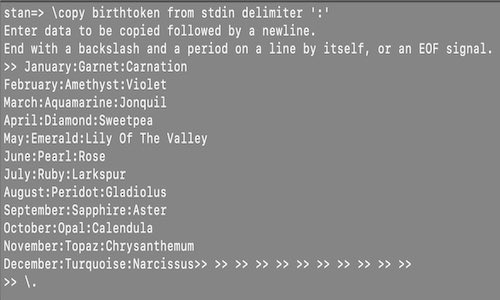 stan=> \copy birthtoken from stdin delimiter ':'
Enter data to be copied followed by a newline.
End with a backslash and a period on a line by itself, or an EOF signal.
>> January:Garnet:Carnation
February:Amethyst:Violet
March:Aquamarine:Jonquil
April:Diamond:Sweetpea
May:Emerald:Lily Of The Valley
June:Pearl:Rose
July:Ruby:Larkspur
August:Peridot:Gladiolus
September:Sapphire:Aster
October:Opal:Calendula
November:Topaz:Chrysanthemum
December:Turquoise:Narcissus>> >> >> >> >> >> >> >> >> >> >>
>> \.